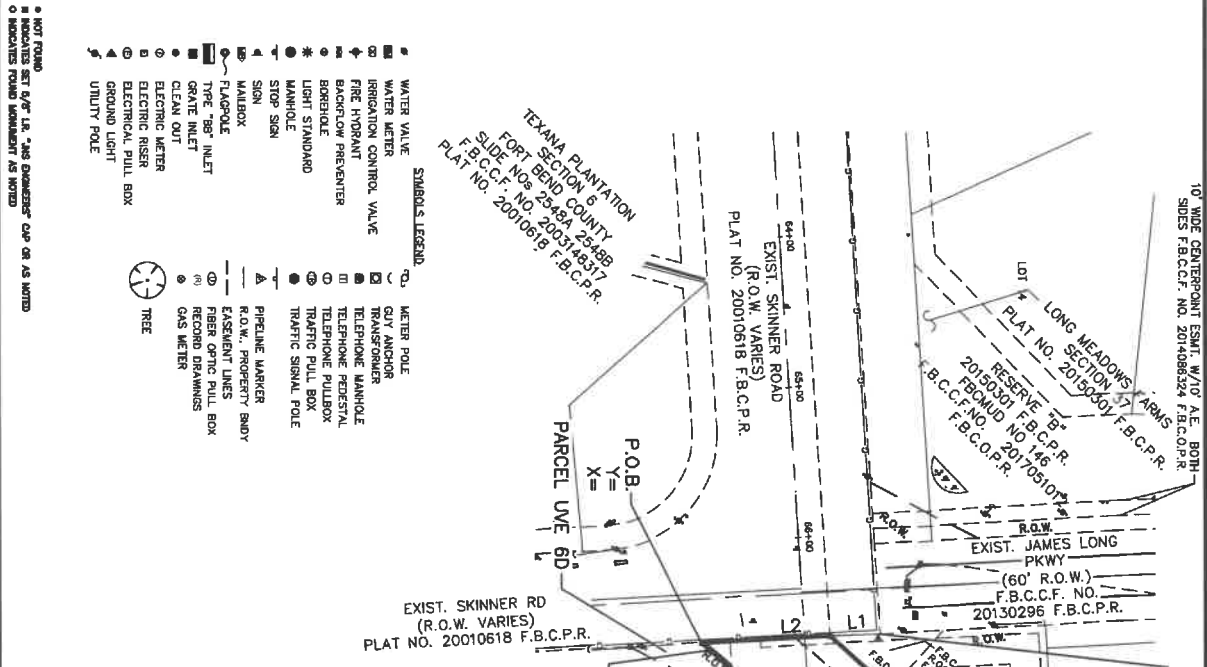 10' WIDE CENTERPOINT ESMT. W/10' A.E. BOTH
SIDES F.B.C.C.F. NO. 2014086324 F.B.C.O.P.R.
LOT
LONG MEADOWS FARMS
SECTION 37
PLAT NO. 20150301 F.B.C.P.R.
RESERVE "B"
20150301 F.B.C.P.R.
FBCMUD NO 146
F.B.C.C.F.NO. 201705101
F.B.C.O.P.R.
R.O.W.
R.O.W.
EXIST. JAMES LONG
PKWY
(60' R.O.W.)
F.B.C.C.F. NO.
20130296 F.B.C.P.R.
R.O.W.
64+00
65+00
66+00
EXIST. SKINNER ROAD
(R.O.W. VARIES)
PLAT NO. 20010618 F.B.C.P.R.
L1
L2
TEXANA PLANTATION
SECTION 6
FORT BEND COUNTY
SLIDE NOs 2548A 2548B
F.B.C.C.F. NO. 2003148317
PLAT NO. 20010618 F.B.C.P.R.
P.O.B.
Y=
X=
PARCEL UVE 6D
EXIST. SKINNER RD
(R.O.W. VARIES)
PLAT NO. 20010618 F.B.C.P.R.
SYMBOLS LEGEND
WATER VALVE
WATER METER
IRRIGATION CONTROL VALVE
FIRE HYDRANT
BACKFLOW PREVENTER
BOREHOLE
LIGHT STANDARD
MANHOLE
STOP SIGN
SIGN
MAILBOX
FLAGPOLE
TYPE "BB" INLET
GRATE INLET
CLEAN OUT
ELECTRIC METER
ELECTRIC RISER
ELECTRICAL PULL BOX
GROUND LIGHT
UTILITY POLE
METER POLE
GUY ANCHOR
TRANSFORMER
TELEPHONE MANHOLE
TELEPHONE PEDESTAL
TELEPHONE PULLBOX
TRAFFIC PULL BOX
TRAFFIC SIGNAL POLE
PIPELINE MARKER
R.O.W., PROPERTY BNDY
EASEMENT LINES
FIBER OPTIC PULL BOX
(R) RECORD DRAWINGS
GAS METER
TREE
NOT FOUND
INDICATES SET 5/8" I.R. "JNS ENGINEERS" CAP OR AS NOTED
INDICATES FOUND MONUMENT AS NOTED